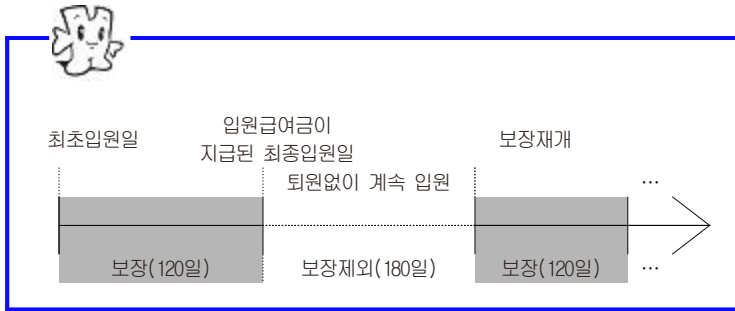 최초입원일
입원급여금이
지급된 최종입원일
보장재개
퇴원없이 계속 입원
…
보장(120일)
보장제외(180일)
보장(120일)
…